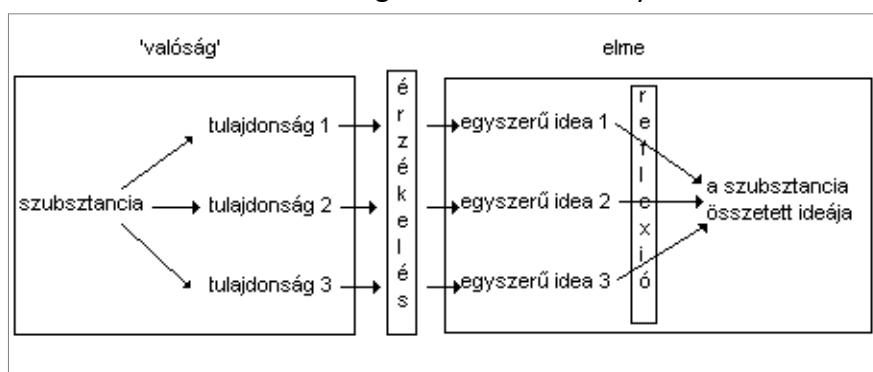 'valóság'
elme
szubsztancia
tulajdonság 1
tulajdonság 2
tulajdonság 3
érzékelés
egyszerű idea 1
egyszerű idea 2
egyszerű idea 3
reflexió
a szubsztancia
összetett ideája